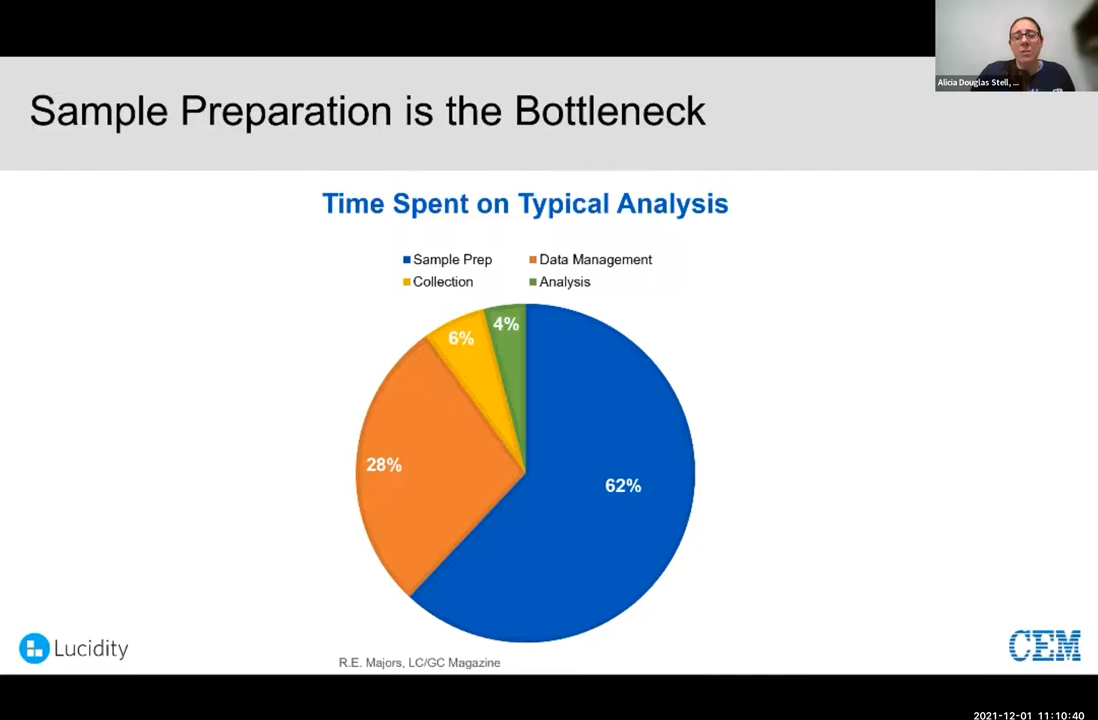 Alicia Douglas Stell, ...
Sample Preparation is the Bottleneck
Time Spent on Typical Analysis
Sample Prep
Data Management
Collection
Analysis
4%
6%
28%
62%
Lucidity
CEM
R.E. Majors, LC/GC Magazine
2021-12-01 11:10:40